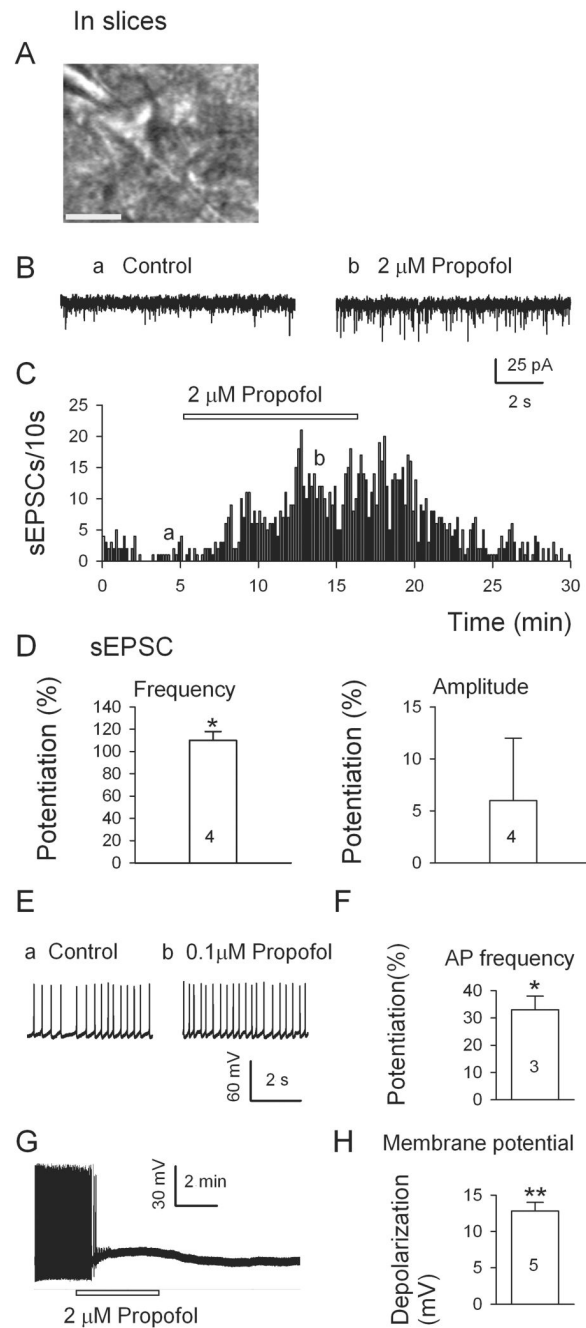 In slices
A
B
a Control
b 2 μM Propofol
25 pA
2 s
C
2 μM Propofol
sEPSCs/10s
25
20
15
10
5
0
a
b
0 5 10 15 20 25 30
Time (min)
D sEPSC
Frequency
Potentiation (%)
140
120
100
80
60
40
20
0
*
4
Amplitude
Potentiation (%)
15
10
5
0
4
E
a Control
b 0.1μM Propofol
60 mV
2 s
F
AP frequency
Potentiation(%)
40
30
20
10
0
*
3
G
30 mV
2 min
2 μM Propofol
H Membrane potential
Depolarization
(mV)
15
10
5
0
**
5